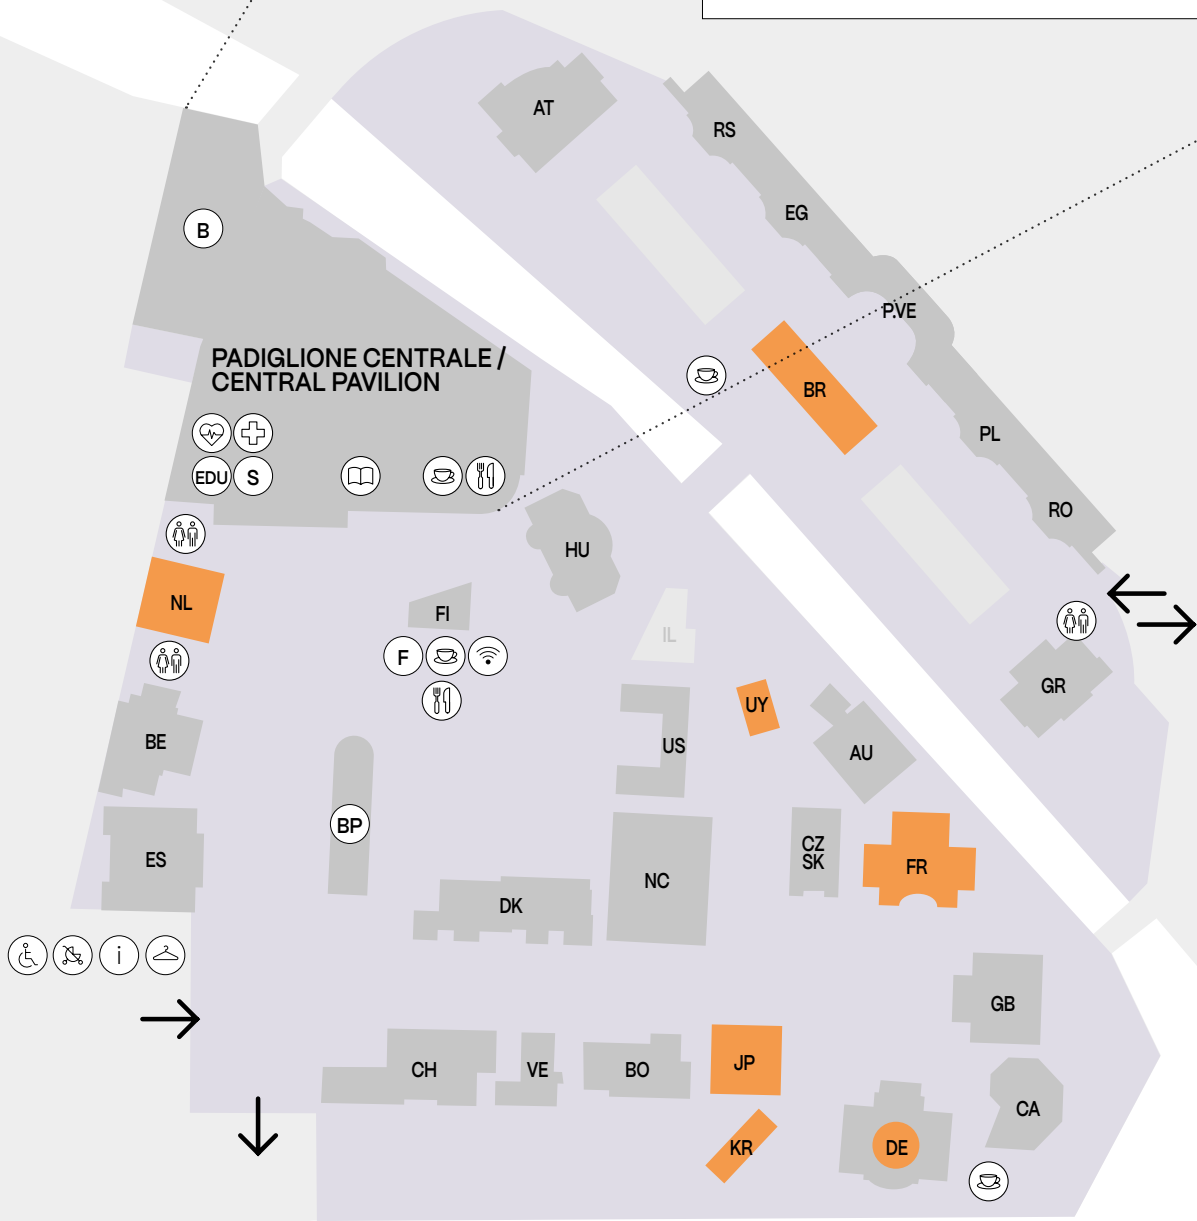 AT
RS
EG
B
P.VE
PADIGLIONE CENTRALE /
CENTRAL PAVILION
BR
PL
EDU
S
RO
HU
NL
FI
IL
F
GR
UY
BE
US
AU
BP
ES
CZ
SK
FR
NC
DK
i
GB
CH
VE
BO
JP
CA
KR
DE